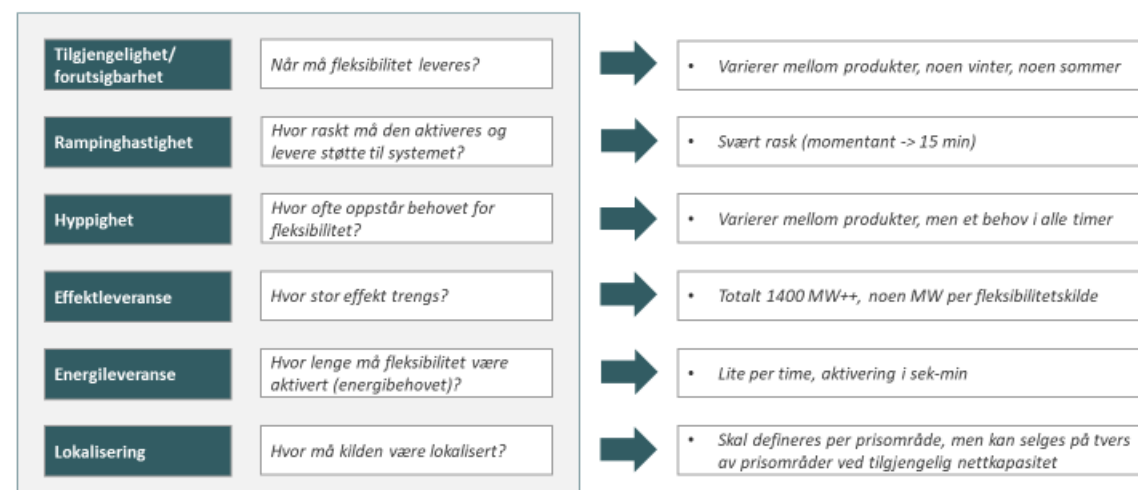 Tilgjengelighet/
forutsigbarhet
Når må fleksibilitet leveres?
• Varierer mellom produkter, noen vinter, noen sommer
Rampinghastighet
Hvor raskt må den aktiveres og
levere støtte til systemet?
• Svært rask (momentant -> 15 min)
Hyppighet
Hvor ofte oppstår behovet for
fleksibilitet?
• Varierer mellom produkter, men et behov i alle timer
Effektleveranse
Hvor stor effekt trengs?
• Totalt 1400 MW++, noen MW per fleksibilitetskilde
Energileveranse
Hvor lenge må fleksibilitet være
aktivert (energibehovet)?
• Lite per time, aktivering i sek-min
Lokalisering
Hvor må kilden være lokalisert?
• Skal defineres per prisområde, men kan selges på tvers
av prisområder ved tilgjengelig nettkapasitet